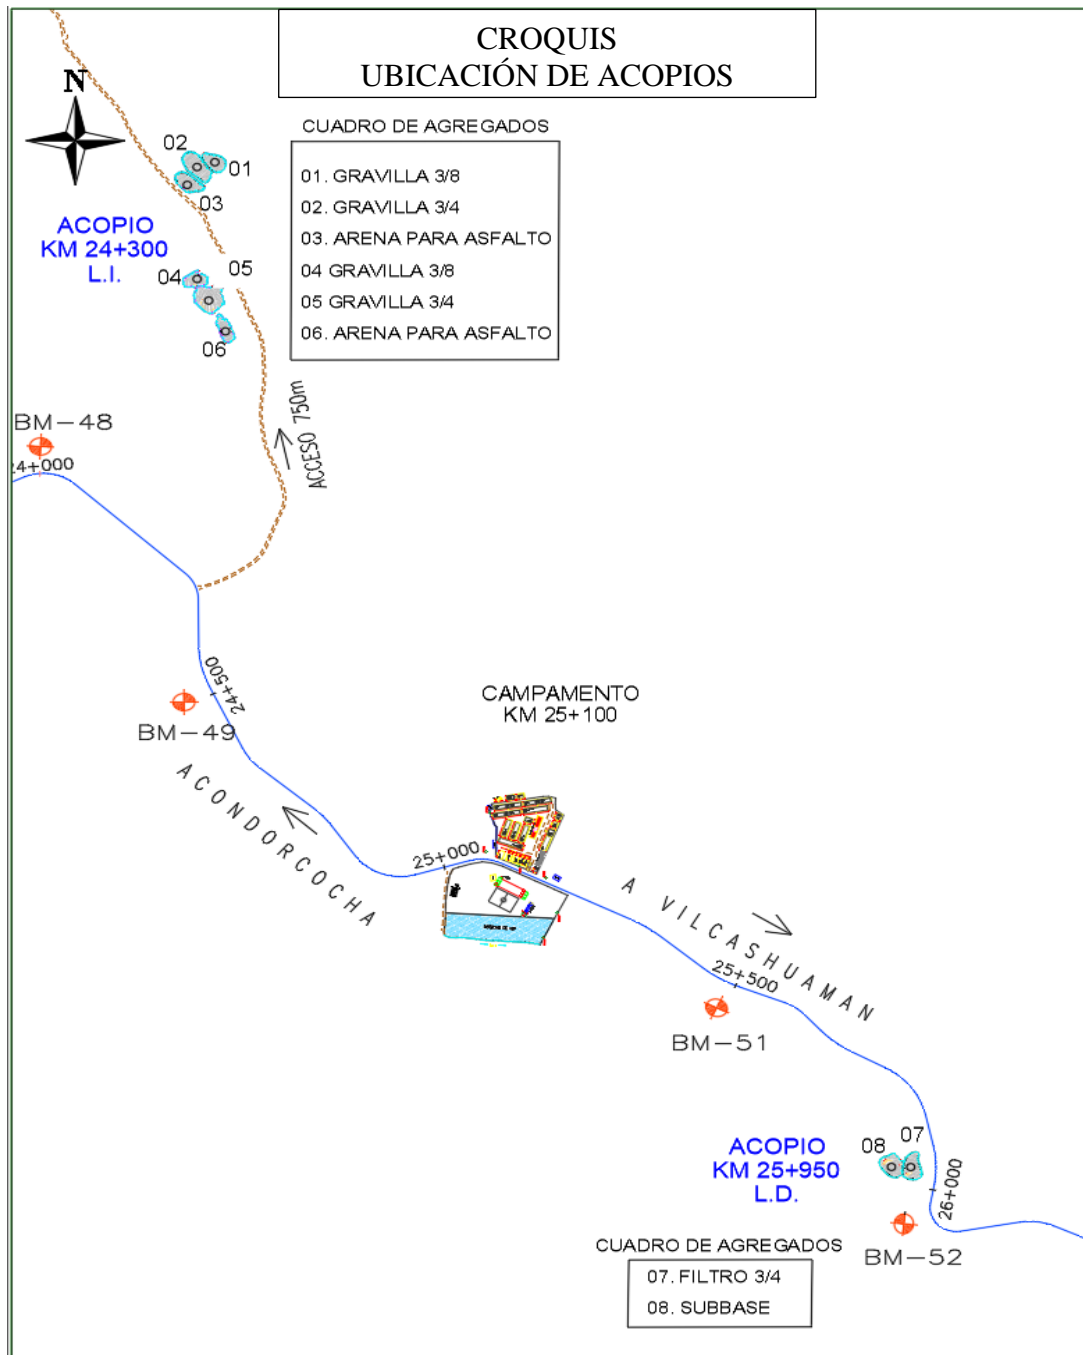 CROQUIS
UBICACIÓN DE ACOPIOS
N
CUADRO DE AGREGADOS
01. GRAVILLA 3/8
02. GRAVILLA 3/4
03. ARENA PARA ASFALTO
04 GRAVILLA 3/8
05 GRAVILLA 3/4
06. ARENA PARA ASFALTO
02
01
03
ACOPIO
KM 24+300
L.I.
04
05
06
ACCESO 750m
BM-48
24+000
24+500
BM-49
CAMPAMENTO
KM 25+100
ACONDORCOCHA
25+000
A VILCASHUAMAN
25+500
BM-51
ACOPIO
KM 25+950
L.D.
08
07
26+000
BM-52
CUADRO DE AGREGADOS
07. FILTRO 3/4
08. SUBBASE